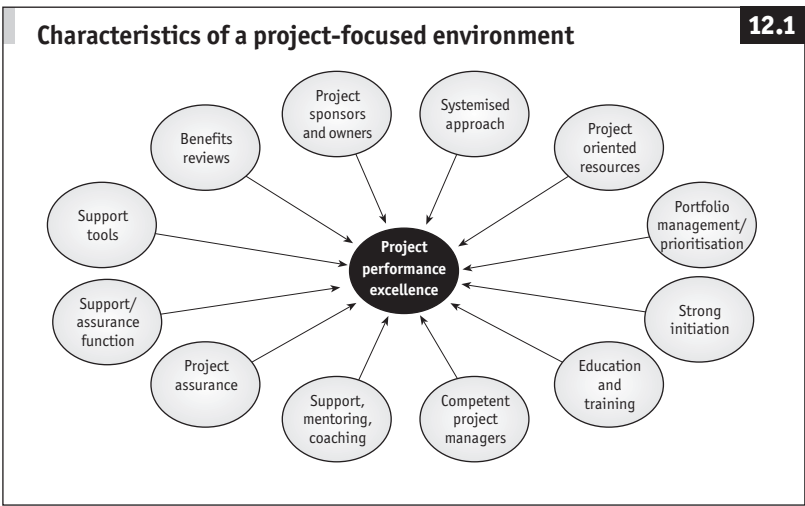 Characteristics of a project-focused environment
12.1
Project
sponsors
and owners
Systemised
approach
Project
oriented
resources
Portfolio
management/
prioritisation
Strong
initiation
Education
and
training
Competent
project
managers
Support,
mentoring,
coaching
Project
assurance
Support/
assurance
function
Support
tools
Benefits
reviews
Project
performance
excellence